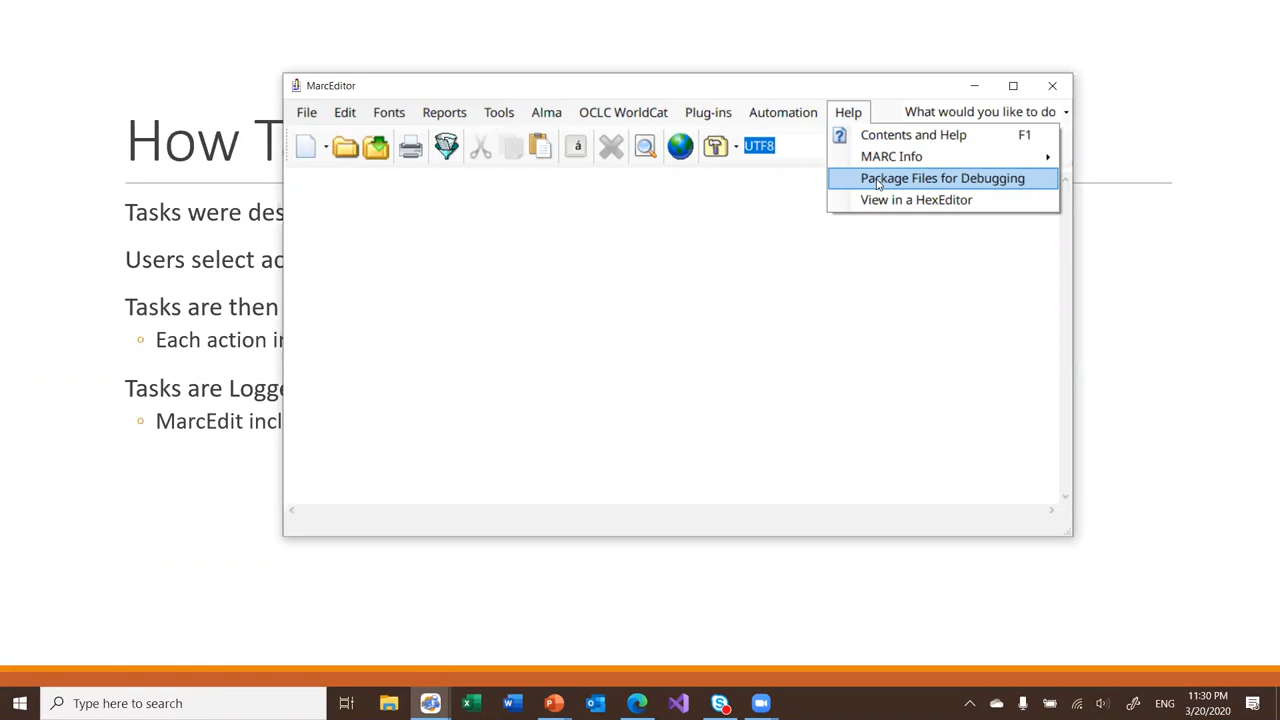 MarcEditor
File Edit Fonts Reports Tools Alma OCLC WorldCat Plug-ins Automation Help What would you like to do
UTF8
Contents and Help F1
MARC Info
Package Files for Debugging
View in a HexEditor
How T
Tasks were des
Users select ac
Tasks are then
Each action in
Tasks are Logge
MarcEdit incl
Type here to search
ENG
11:30 PM
3/20/2020